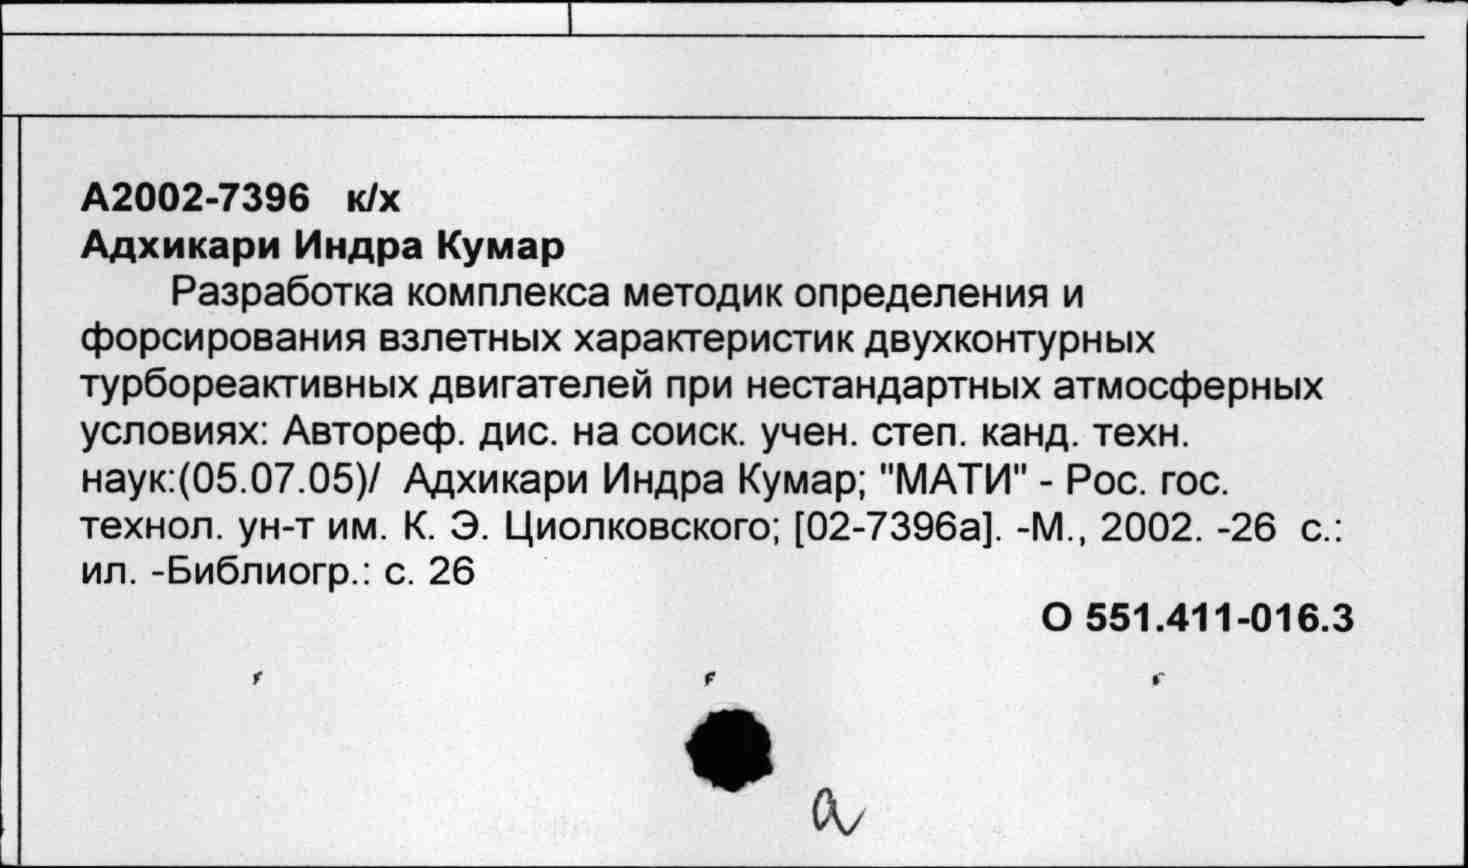 А2002-7396 к/х
Адхикари Индра Кумар
Разработка комплекса методик определения и
форсирования взлетных характеристик двухконтурных
турбореактивных двигателей при нестандартных атмосферных
условиях: Автореф. дис. на соиск. учен. степ. канд. техн.
наук:(05.07.05)/ Адхикари Индра Кумар; "МАТИ" - Рос. гос.
технол. ун-т им. К. Э. Циолковского; [02-7396а]. -М., 2002. -26 с.:
ил. -Библиогр.: с. 26
О 551.411-016.3
а